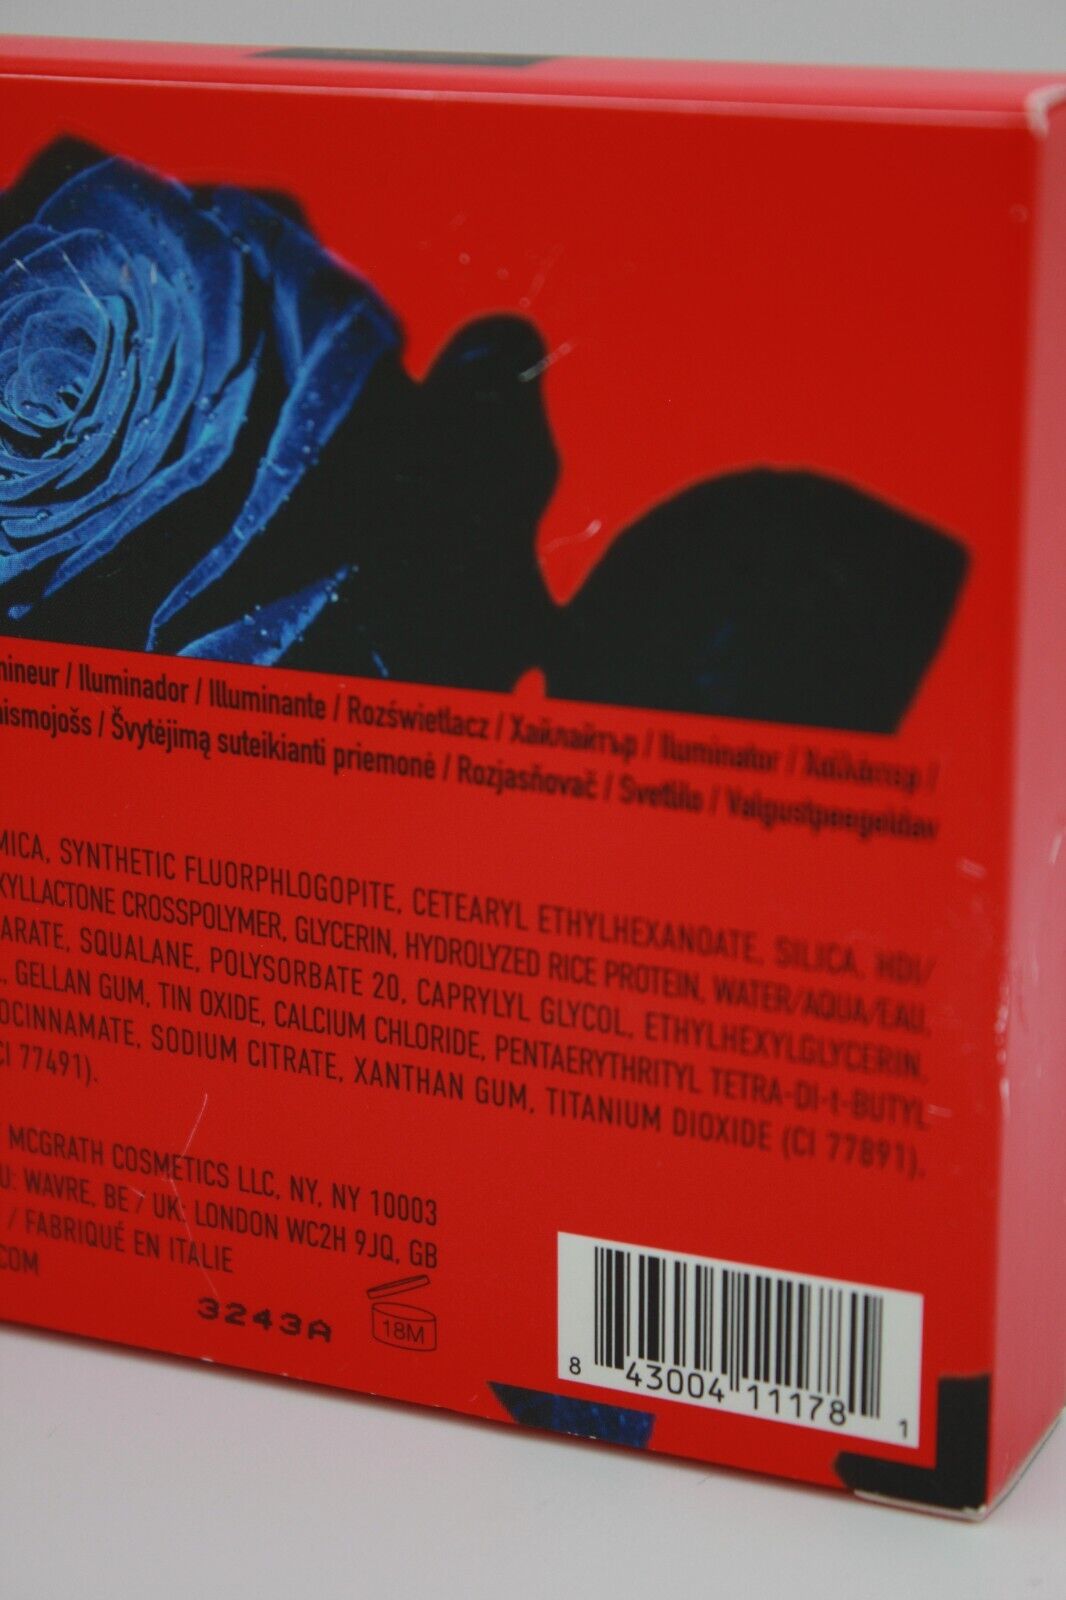 mineur / Iluminador / Illuminante / Rozświetlacz / Хайлайтър / Iluminator /
aismojošs / Švytėjimą suteikianti priemonė / Rozjasňovač / Svetlilo / Valgustpeegeldav
MICA, SYNTHETIC FLUORPHLOGOPITE, CETEARYL ETHYLHEXANOATE, SILICA, HDI/
XYLLACTONE CROSSPOLYMER, GLYCERIN, HYDROLYZED RICE PROTEIN, WATER/AQUA/EAU,
ARATE, SQUALANE, POLYSORBATE 20, CAPRYLYL GLYCOL, ETHYLHEXYLGLYCERIN,
GELLAN GUM, TIN OXIDE, CALCIUM CHLORIDE, PENTAERYTHRITYL TETRA-DI-t-BUTYL
OCINNAMATE, SODIUM CITRATE, XANTHAN GUM, TITANIUM DIOXIDE (CI 77891).
CI 77491).
MCGRATH COSMETICS LLC, NY, NY 10003
U: WAVRE, BE / UK: LONDON WC2H 9JQ, GB
/ FABRIQUÉ EN ITALIE
.COM
3243A
18M
8 43004 11178 1